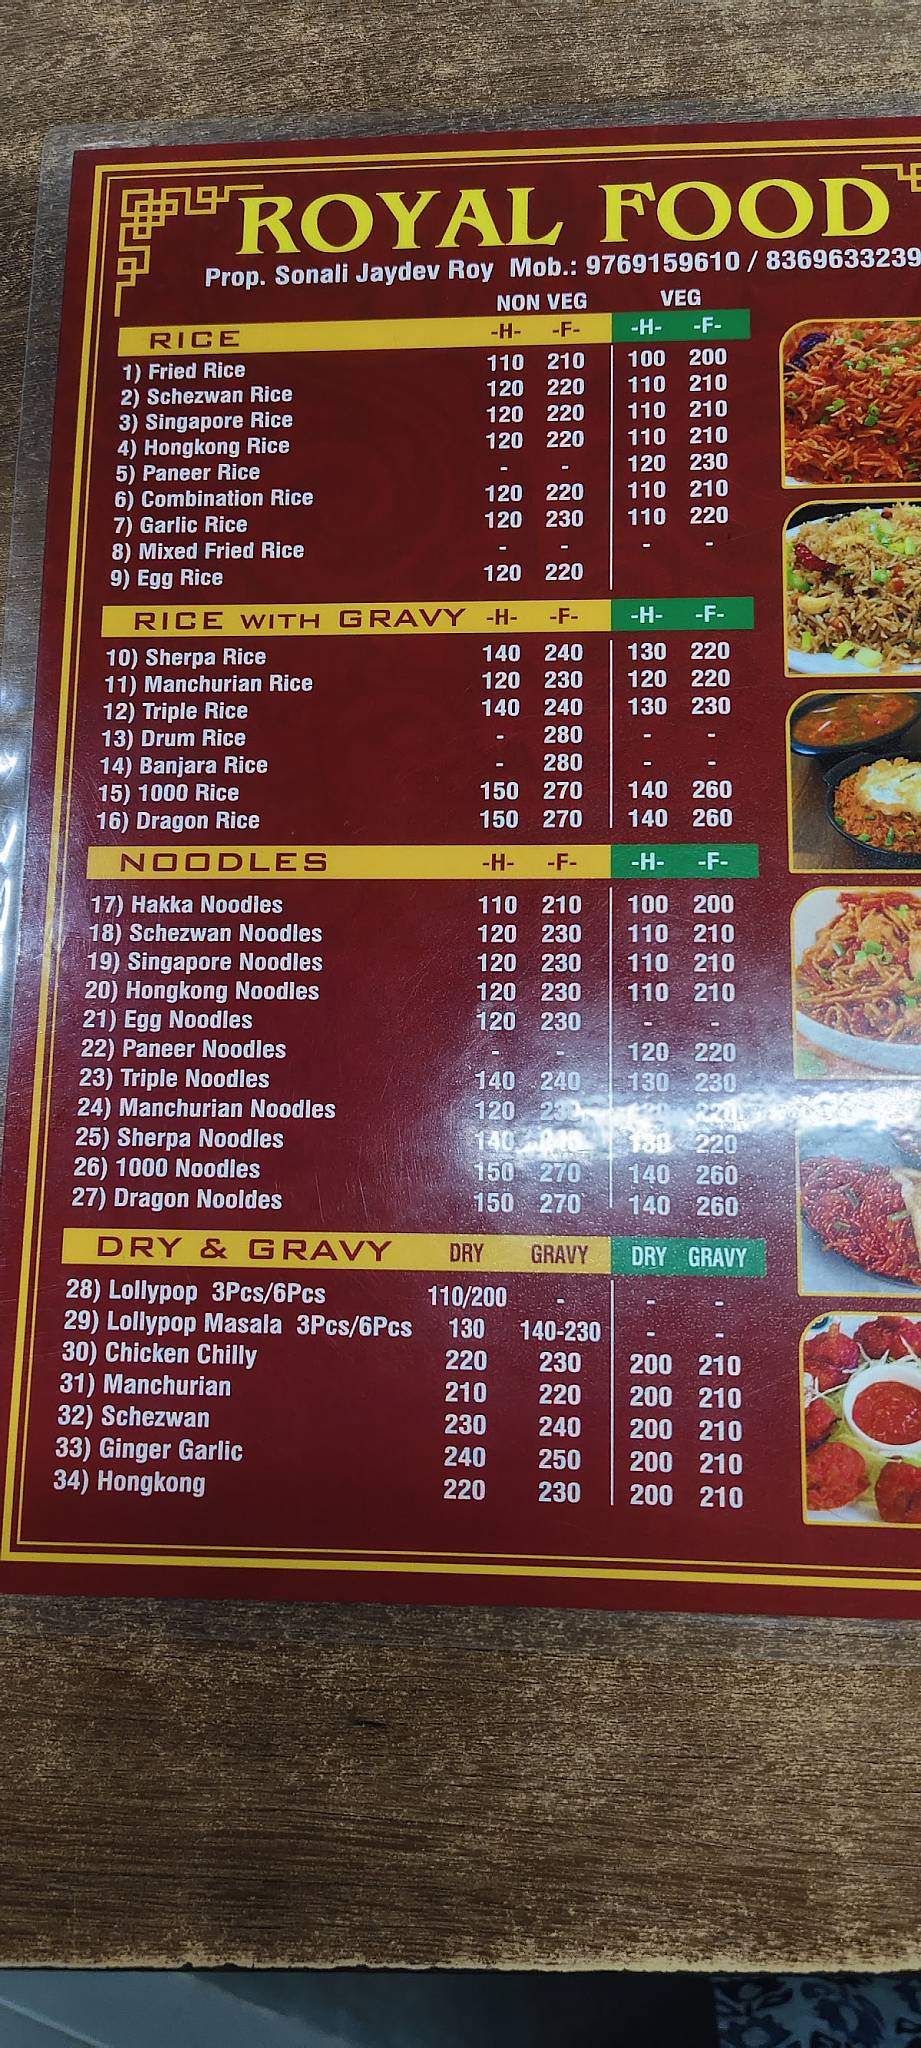 ROYAL FOOD
Prop. Sonali Jaydev Roy Mob.: 9769159610 / 8369633239
NON VEG VEG
RICE -H- -F- -H- -F-
1) Fried Rice 110 210 100 200
2) Schezwan Rice 120 220 110 210
3) Singapore Rice 120 220 110 210
4) Hongkong Rice 120 220 110 210
5) Paneer Rice - - 120 230
6) Combination Rice 120 220 110 210
7) Garlic Rice 120 230 110 220
8) Mixed Fried Rice - - - -
9) Egg Rice 120 220
RICE WITH GRAVY -H- -F- -H- -F-
10) Sherpa Rice 140 240 130 220
11) Manchurian Rice 120 230 120 220
12) Triple Rice 140 240 130 230
13) Drum Rice - 280 - -
14) Banjara Rice - 280 - -
15) 1000 Rice 150 270 140 260
16) Dragon Rice 150 270 140 260
NOODLES -H- -F- -H- -F-
17) Hakka Noodles 110 210 100 200
18) Schezwan Noodles 120 230 110 210
19) Singapore Noodles 120 230 110 210
20) Hongkong Noodles 120 230 110 210
21) Egg Noodles 120 230 - -
22) Paneer Noodles - - 120 220
23) Triple Noodles 140 240 130 230
24) Manchurian Noodles 120 230 220
25) Sherpa Noodles 140 130 220
26) 1000 Noodles 150 270 140 260
27) Dragon Nooldes 150 270 140 260
DRY & GRAVY DRY GRAVY DRY GRAVY
28) Lollypop 3Pcs/6Pcs 110/200 - - -
29) Lollypop Masala 3Pcs/6Pcs 130 140-230 - -
30) Chicken Chilly 220 230 200 210
31) Manchurian 210 220 200 210
32) Schezwan 230 240 200 210
33) Ginger Garlic 240 250 200 210
34) Hongkong 220 230 200 210